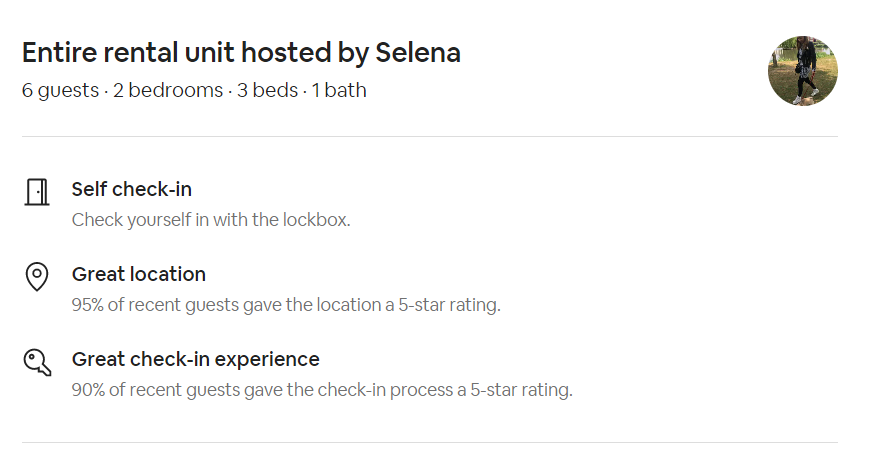 Entire rental unit hosted by Selena
6 guests · 2 bedrooms · 3 beds · 1 bath
Self check-in
Check yourself in with the lockbox.
Great location
95% of recent guests gave the location a 5-star rating.
Great check-in experience
90% of recent guests gave the check-in process a 5-star rating.